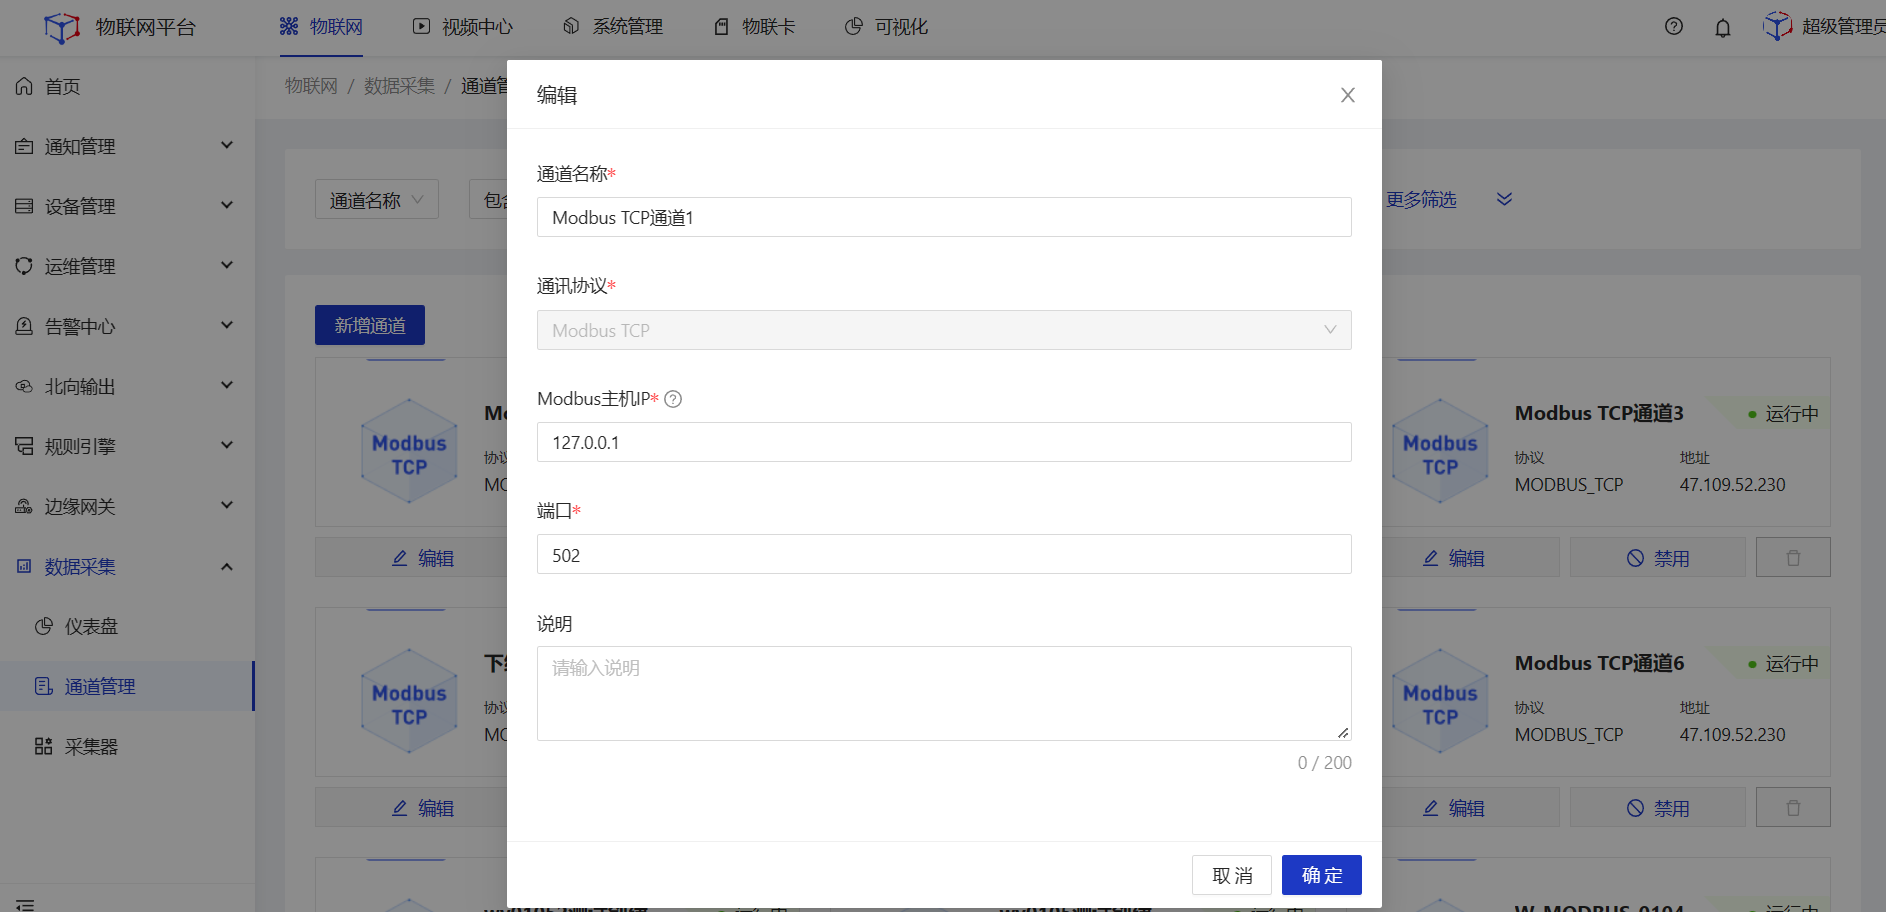 物联网平台
物联网
视频中心
系统管理
物联卡
可视化
超级管理员
首页
通知管理
设备管理
运维管理
告警中心
北向输出
规则引擎
边缘网关
数据采集
仪表盘
通道管理
采集器
物联网 / 数据采集 / 通道管
通道名称
更多筛选
新增通道
编辑
通道名称*
Modbus TCP通道1
通讯协议*
Modbus TCP
Modbus主机IP*
127.0.0.1
端口*
502
说明
请输入说明
0 / 200
取 消
确 定
Modbus
TCP
编辑
Modbus
TCP
编辑
Modbus
TCP
Modbus TCP通道3
运行中
协议
地址
MODBUS_TCP
47.109.52.230
编辑
禁用
Modbus
TCP
Modbus TCP通道6
运行中
协议
地址
MODBUS_TCP
47.109.52.230
编辑
禁用
W-MODBUS-0104
运行中